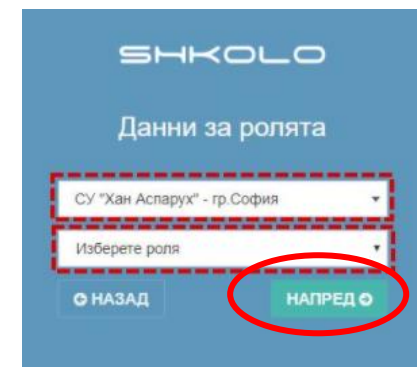 SHKOLO
Данни за ролята
СУ "Хан Аспарух" - гр.София
Изберете роля
НАЗАД
НАПРЕД